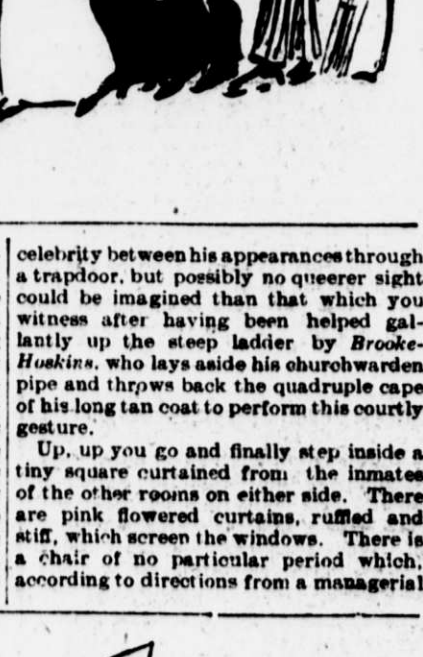 celebrity between his appearances through
a trapdoor, but possibly no queerer sight
could be imagined than that which you
witness after having been helped gal-
lantly up the steep ladder by Brooke-
Hoskins, who lays aside his churchwarden
pipe and throws back the quadruple cape
of his long tan coat to perform this courtly
gesture.
Up, up you go and finally step inside a
tiny square curtained from the inmates
of the other rooms on either side. There
are pink flowered curtains, ruffled and
stiff, which screen the windows. There is
a chair of no particular period which,
according to directions from a managerial